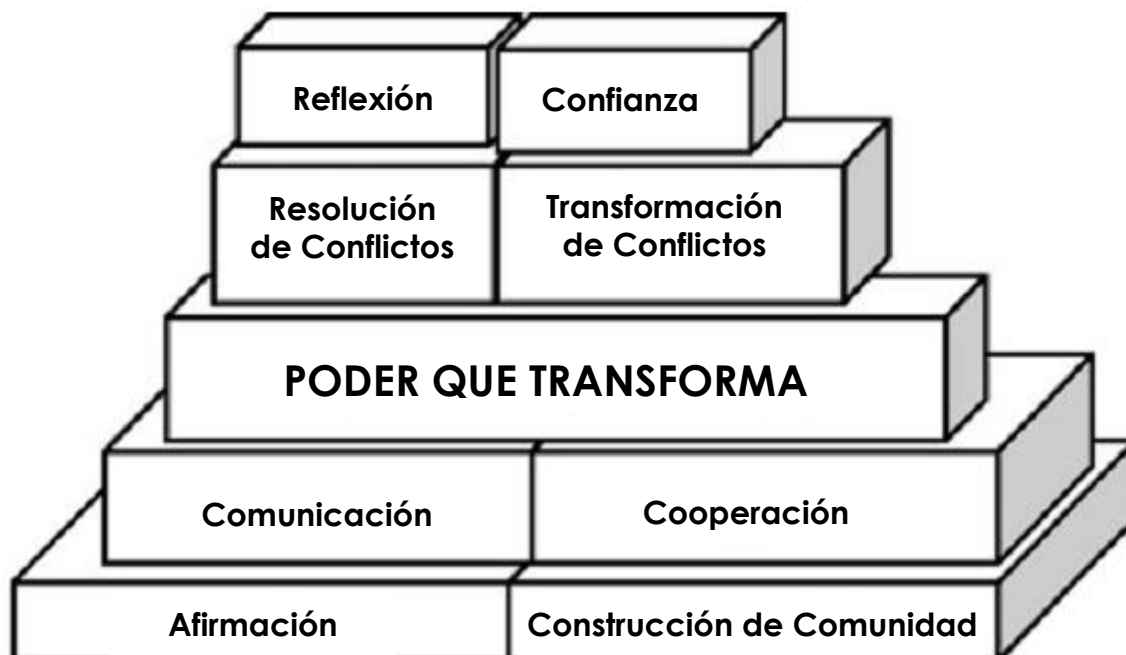 Reflexión
Confianza
Resolución
de Conflictos
Transformación
de Conflictos
PODER QUE TRANSFORMA
Comunicación
Cooperación
Afirmación
Construcción de Comunidad